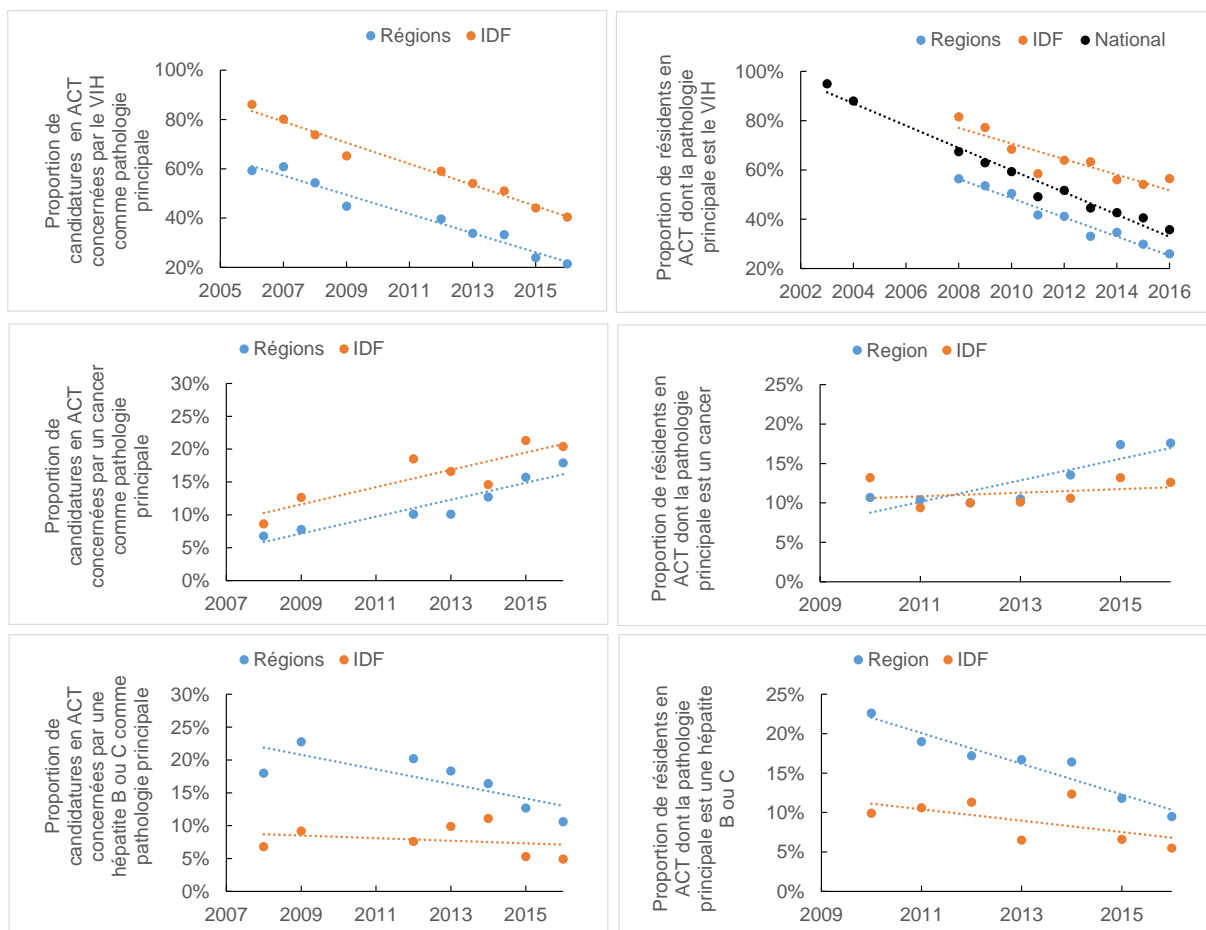 Régions IDF
Proportion de
candidatures en ACT
concernées par le VIH
comme pathologie
principale
100%
80%
60%
40%
20%
2005 2007 2009 2011 2013 2015
Regions IDF National
Proportion de résidents en
ACT dont la pathologie
principale est le VIH
100%
80%
60%
40%
20%
2002 2004 2006 2008 2010 2012 2014 2016
Régions IDF
Proportion de
candidatures en ACT
concernées par un cancer
comme pathologie
principale
30%
25%
20%
15%
10%
5%
0%
2007 2009 2011 2013 2015
Region IDF
Proportion de résidents en
ACT dont la pathologie
principale est un cancer
25%
20%
15%
10%
5%
0%
2009 2011 2013 2015
Régions IDF
Proportion de
candidatures en ACT
concernées par une
hépatite B ou C comme
pathologie principale
30%
25%
20%
15%
10%
5%
0%
2007 2009 2011 2013 2015
Region IDF
Proportion de résidents en
ACT dont la pathologie
principale est une hépatite
B ou C
25%
20%
15%
10%
5%
0%
2009 2011 2013 2015